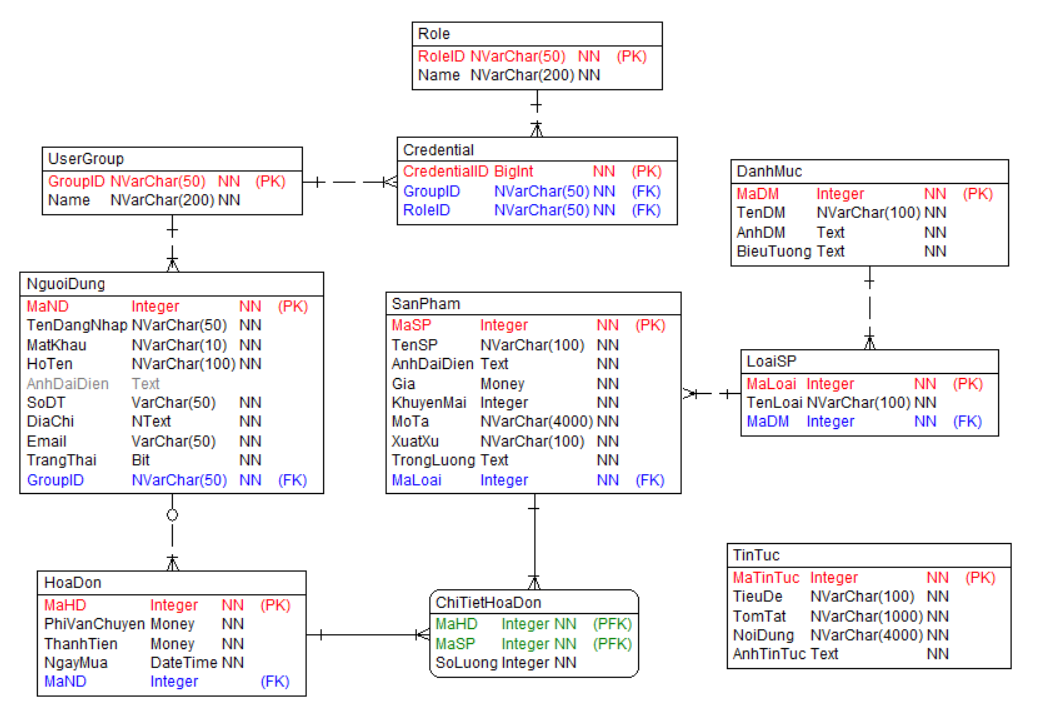 Role
RoleID NVarChar(50) NN (PK)
Name NVarChar(200) NN
UserGroup
GroupID NVarChar(50) NN (PK)
Name NVarChar(200) NN
Credential
CredentialID BigInt NN (PK)
GroupID NVarChar(50) NN (FK)
RoleID NVarChar(50) NN (FK)
DanhMuc
MaDM Integer NN (PK)
TenDM NVarChar(100) NN
AnhDM Text NN
BieuTuong Text NN
NguoiDung
MaND Integer NN (PK)
TenDangNhap NVarChar(50) NN
MatKhau NVarChar(10) NN
HoTen NVarChar(100) NN
AnhDaiDien Text
SoDT VarChar(50) NN
DiaChi NText NN
Email VarChar(50) NN
TrangThai Bit NN
GroupID NVarChar(50) NN (FK)
SanPham
MaSP Integer NN (PK)
TenSP NVarChar(100) NN
AnhDaiDien Text NN
Gia Money NN
KhuyenMai Integer NN
MoTa NVarChar(4000) NN
XuatXu NVarChar(100) NN
TrongLuong Text NN
MaLoai Integer NN (FK)
LoaiSP
MaLoai Integer NN (PK)
TenLoai NVarChar(100) NN
MaDM Integer NN (FK)
HoaDon
MaHD Integer NN (PK)
PhiVanChuyen Money NN
ThanhTien Money NN
NgayMua DateTime NN
MaND Integer (FK)
ChiTietHoaDon
MaHD Integer NN (PFK)
MaSP Integer NN (PFK)
SoLuong Integer NN
TinTuc
MaTinTuc Integer NN (PK)
TieuDe NVarChar(100) NN
TomTat NVarChar(1000) NN
NoiDung NVarChar(4000) NN
AnhTinTuc Text NN